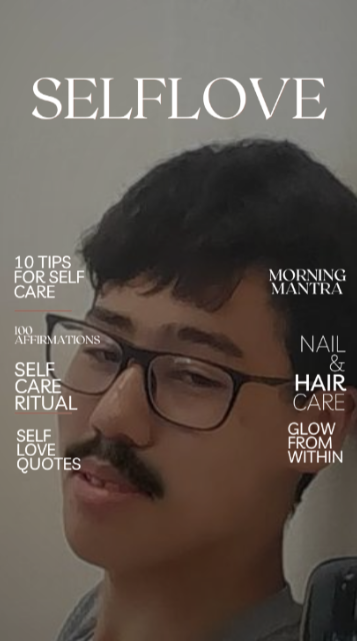 SELFLOVE
10 TIPS
FOR SELF
CARE
100
AFFIRMATIONS
SELF
CARE
RITUAL
SELF
LOVE
QUOTES
MORNING
MANTRA
NAIL
&
HAIR
CARE
GLOW
FROM
WITHIN